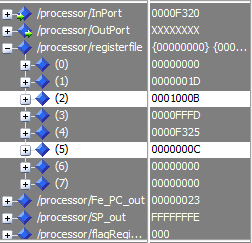 /processor/InPort 0000F320
/processor/OutPort XXXXXXXX
/processor/registerfile {00000000} {000...
(0) 00000000
(1) 0000001D
(2) 0001000B
(3) 0000FFFD
(4) 0000F325
(5) 0000000C
(6) 00000000
(7) 00000000
/processor/Fe_PC_out 00000023
/processor/SP_out FFFFFFFE
/processor/flagRegi... 000